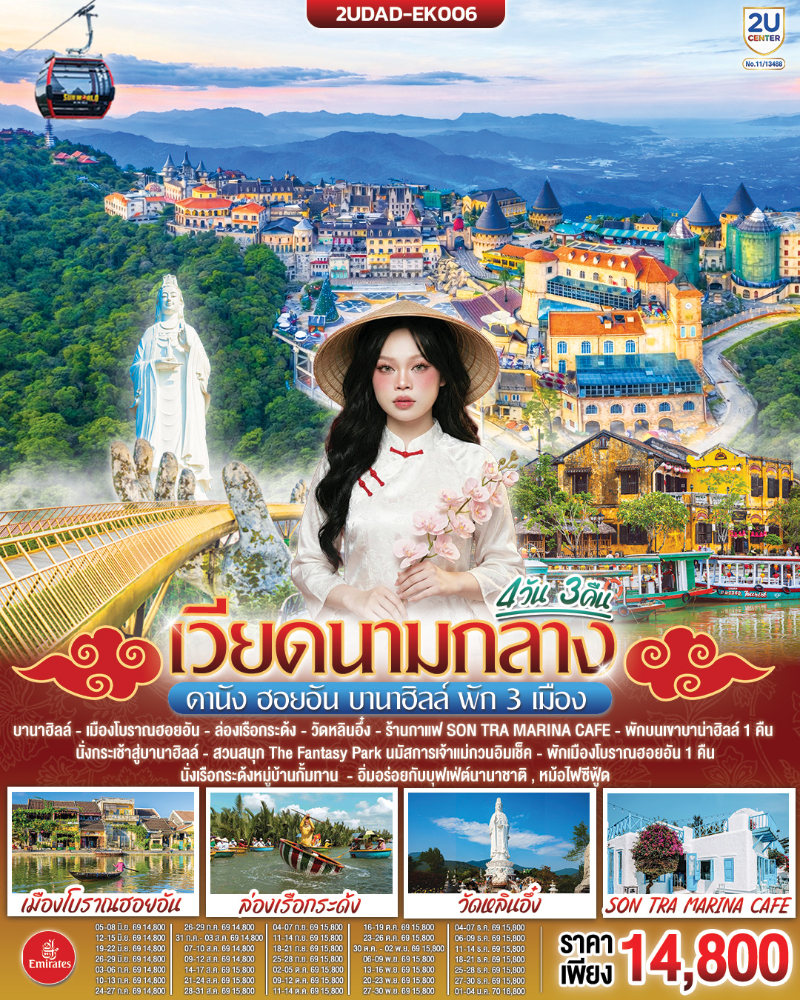 2UDAD-EK006
2U
CENTER
No.11/13488
SUN WORLD
4วัน 3คืน
เวียดนามกลาง
ดานัง ฮอยอัน บานาฮิลล์ พัก 3 เมือง
บานาฮิลล์ - เมืองโบราณฮอยอัน - ล่องเรือกระด้ง - วัดหลินอึ๋ง - ร้านกาแฟ SON TRA MARINA CAFE - พักบนเขาบาน่าฮิลล์ 1 คืน
นั่งกระเช้าสู่บานาฮิลล์ - สวนสนุก The Fantasy Park นมัสการเจ้าแม่กวนอิมเช็ค - พักเมืองโบราณฮอยอัน 1 คืน
นั่งเรือกระด้งหมู่บ้านกั้มทาน - อิ่มอร่อยกับบุฟเฟ่ต์นานาชาติ , หม้อไฟซีฟู้ด
เมืองโบราณฮอยอัน
ล่องเรือกระด้ง
วัดหลินอึ๋ง
SON TRA MARINA CAFE
Emirates
05-08 มิ.ย. 69 14,800
12-15 มิ.ย. 69 14,800
19-22 มิ.ย. 69 14,800
26-29 มิ.ย. 69 14,800
03-06 ก.ค. 69 14,800
10-13 ก.ค. 69 14,800
24-27 ก.ค. 69 14,800
26-29 ก.ค. 69 14,800
31 ก.ค.- 03 ส.ค. 69 14,800
07-10 ส.ค. 69 14,800
09-12 ส.ค. 69 14,800
14-17 ส.ค. 69 14,800
21-24 ส.ค. 69 15,800
28-31 ส.ค. 69 15,800
04-07 ก.ย. 69 15,800
11-14 ก.ย. 69 15,800
18-21 ก.ย. 69 15,800
25-28 ก.ย. 69 15,800
02-05 ต.ค. 69 15,800
09-12 ต.ค. 69 15,800
11-14 ต.ค. 69 15,800
16-19 ต.ค. 69 15,800
23-26 ต.ค. 69 15,800
30 ต.ค. - 02 พ.ย. 69 15,800
06-09 พ.ย. 69 15,800
13-16 พ.ย. 69 15,800
20-23 พ.ย. 69 15,800
27-30 พ.ย. 69 15,800
04-07 ธ.ค. 69 15,800
06-09 ธ.ค. 69 15,800
11-14 ธ.ค. 69 15,800
18-21 ธ.ค. 69 15,800
25-28 ธ.ค. 69 15,800
27-30 ธ.ค. 69 15,800
01-04 ม.ค. 70 16,800
ราคา
เพียง
14,800